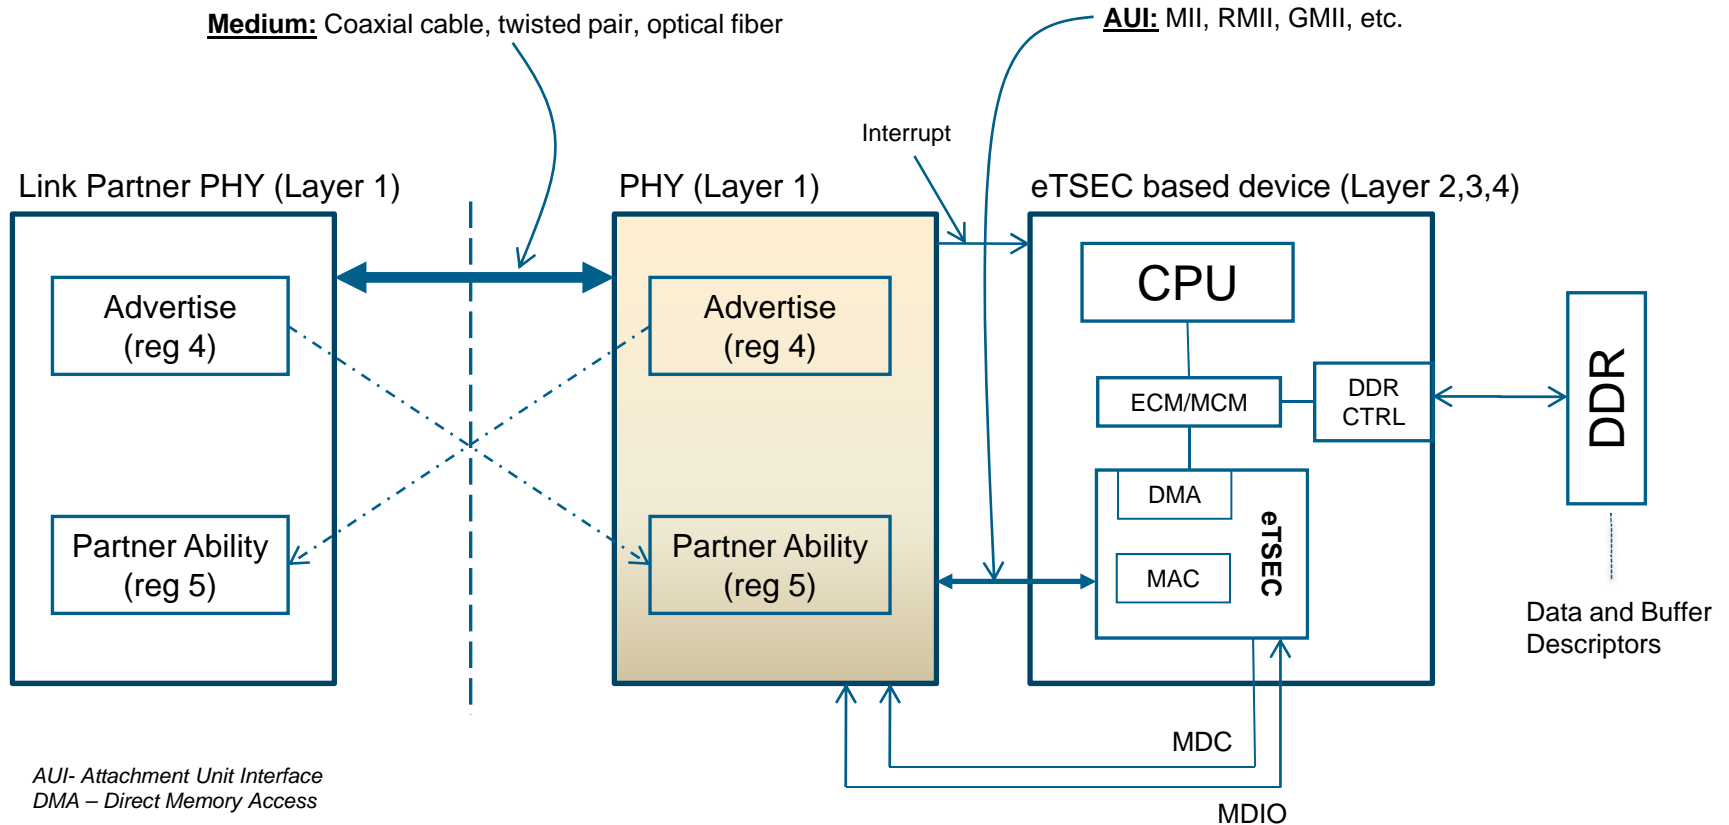 Medium: Coaxial cable, twisted pair, optical fiber
AUI: MII, RMII, GMII, etc.
Interrupt
Link Partner PHY (Layer 1)
PHY (Layer 1)
eTSEC based device (Layer 2,3,4)
Advertise
(reg 4)
Partner Ability
(reg 5)
Advertise
(reg 4)
Partner Ability
(reg 5)
CPU
ECM/MCM
DDR
CTRL
DMA
MAC
eTSEC
DDR
Data and Buffer
Descriptors
MDC
MDIO
AUI- Attachment Unit Interface
DMA – Direct Memory Access